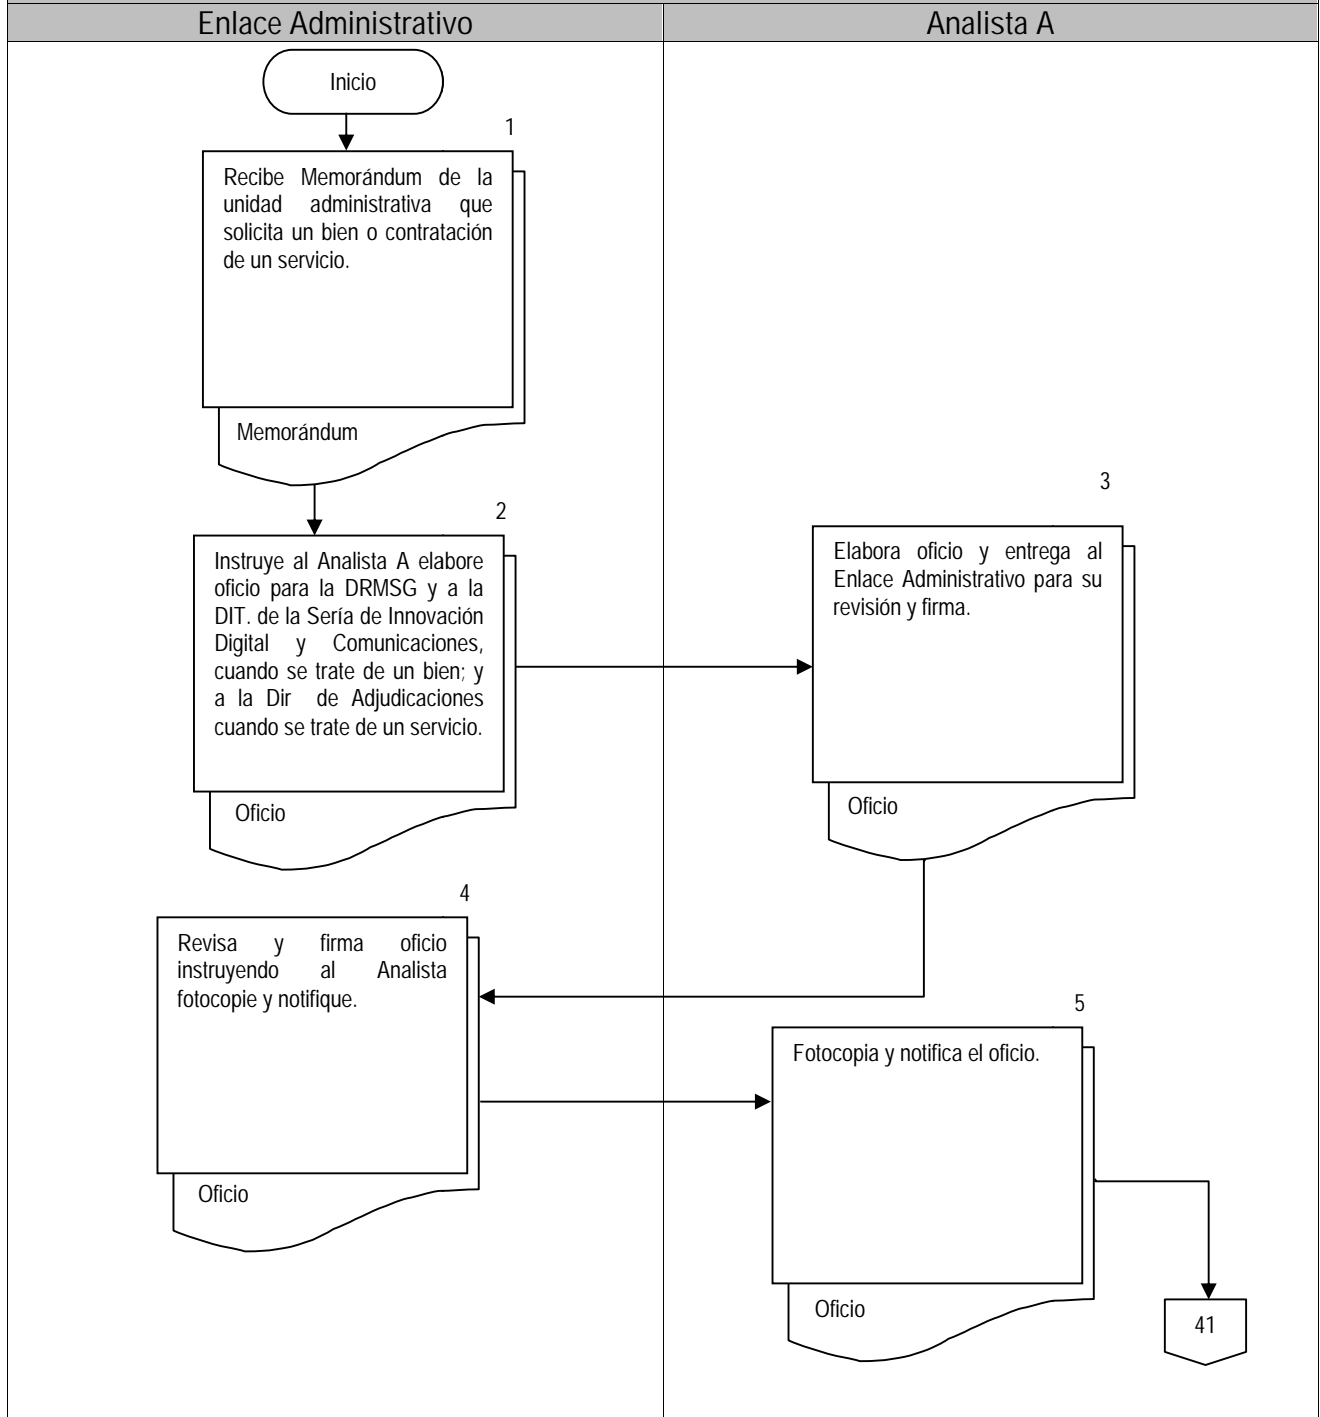 Enlace Administrativo
Analista A
Inicio
1
Recibe Memorándum de la
unidad administrativa que
solicita un bien o contratación
de un servicio.
Memorándum
2
Instruye al Analista A elabore
oficio para la DRMSG y a la
DIT. de la Sería de Innovación
Digital y Comunicaciones,
cuando se trate de un bien; y
a la Dir de Adjudicaciones
cuando se trate de un servicio.
Oficio
3
Elabora oficio y entrega al
Enlace Administrativo para su
revisión y firma.
Oficio
4
Revisa y firma oficio
instruyendo al Analista
fotocopie y notifique.
Oficio
5
Fotocopia y notifica el oficio.
Oficio
41